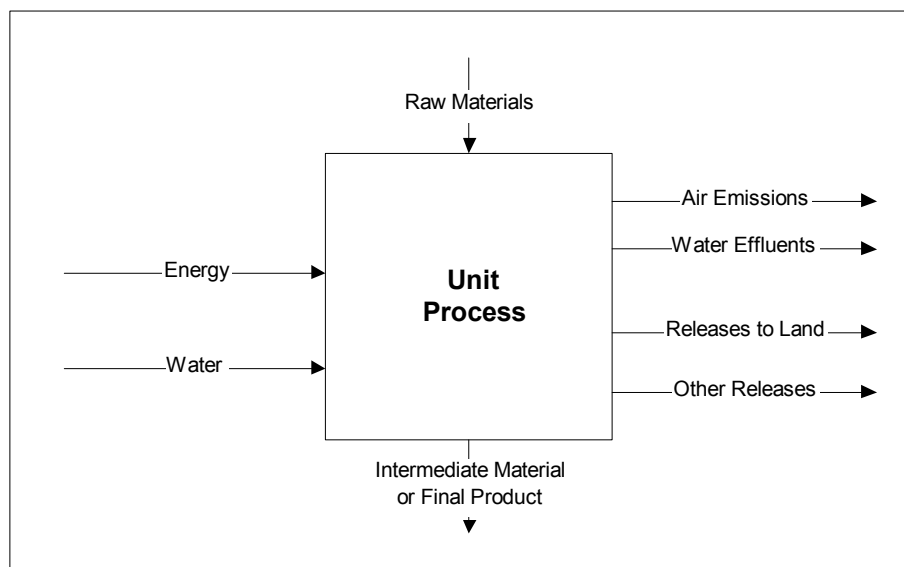 Raw Materials
Air Emissions
Water Effluents
Energy
Unit
Process
Releases to Land
Water
Other Releases
Intermediate Material
or Final Product